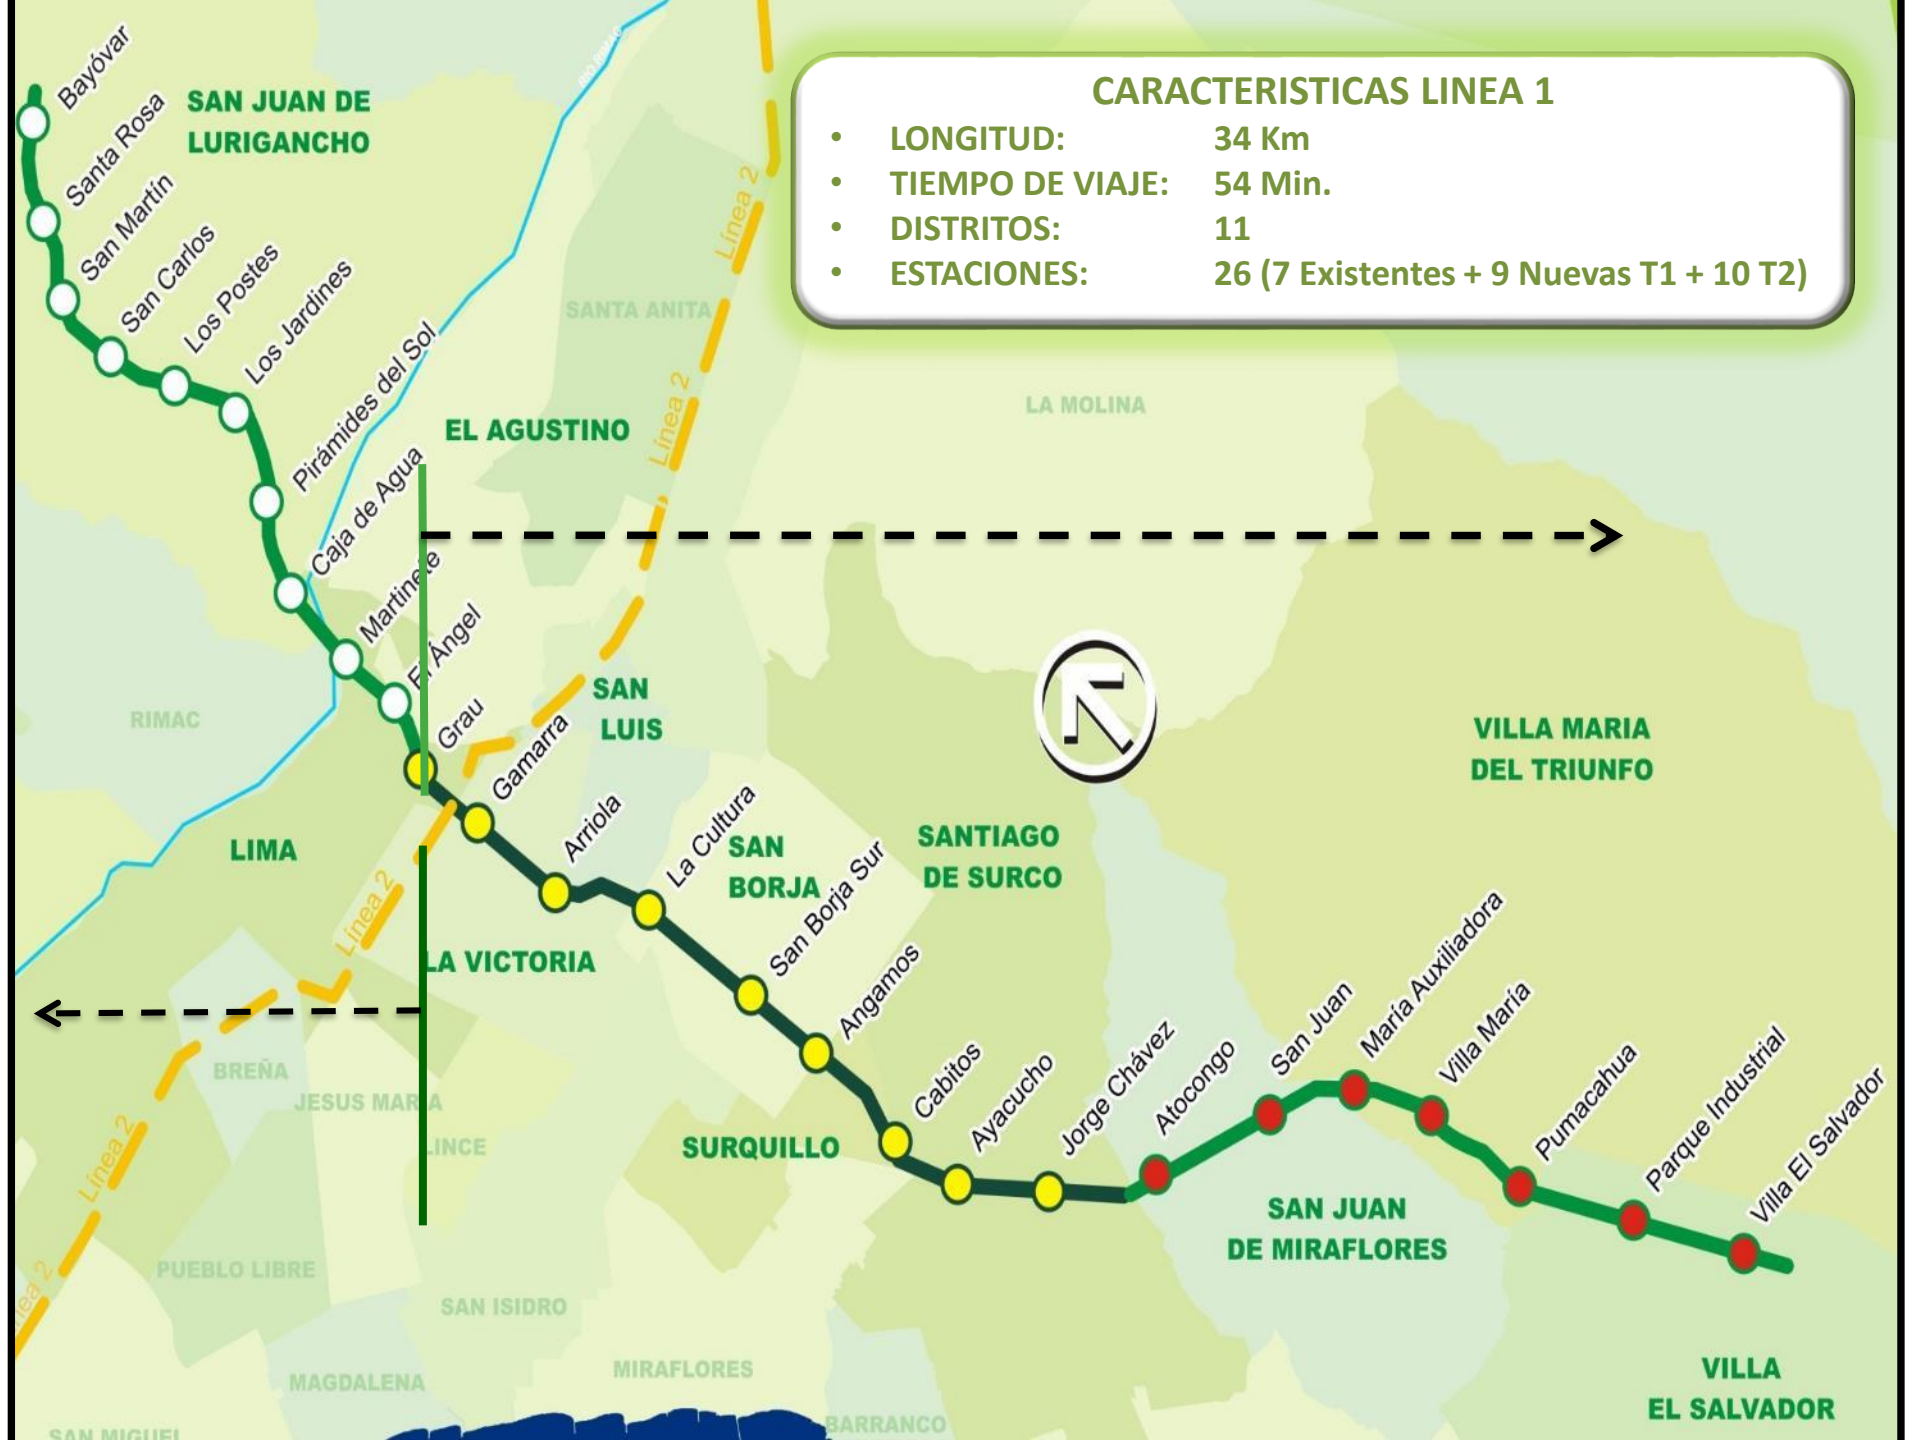 CARACTERISTICAS LINEA 1
• LONGITUD: 34 Km
• TIEMPO DE VIAJE: 54 Min.
• DISTRITOS: 11
• ESTACIONES: 26 (7 Existentes + 9 Nuevas T1 + 10 T2)
Bayóvar
Santa Rosa
San Martín
San Carlos
Los Postes
Los Jardines
Pirámides del Sol
Caja de Agua
Martinete
El Ángel
Grau
Gamarra
Arriola
La Cultura
San Borja Sur
Angamos
Cabitos
Ayacucho
Jorge Chávez
Atocongo
San Juan
María Auxiliadora
Villa María
Pumacahua
Parque Industrial
Villa El Salvador
SAN JUAN DE
LURIGANCHO
RIO RIMAC
Línea 2
SANTA ANITA
Línea 2
EL AGUSTINO
LA MOLINA
RIMAC
SAN
LUIS
VILLA MARIA
DEL TRIUNFO
LIMA
SAN
BORJA
SANTIAGO
DE SURCO
Línea 2
LA VICTORIA
BREÑA
JESUS MARIA
LINCE
Línea 2
SURQUILLO
SAN JUAN
DE MIRAFLORES
PUEBLO LIBRE
Línea 2
SAN ISIDRO
MIRAFLORES
MAGDALENA
VILLA
EL SALVADOR
BARRANCO
SAN MIGUEL